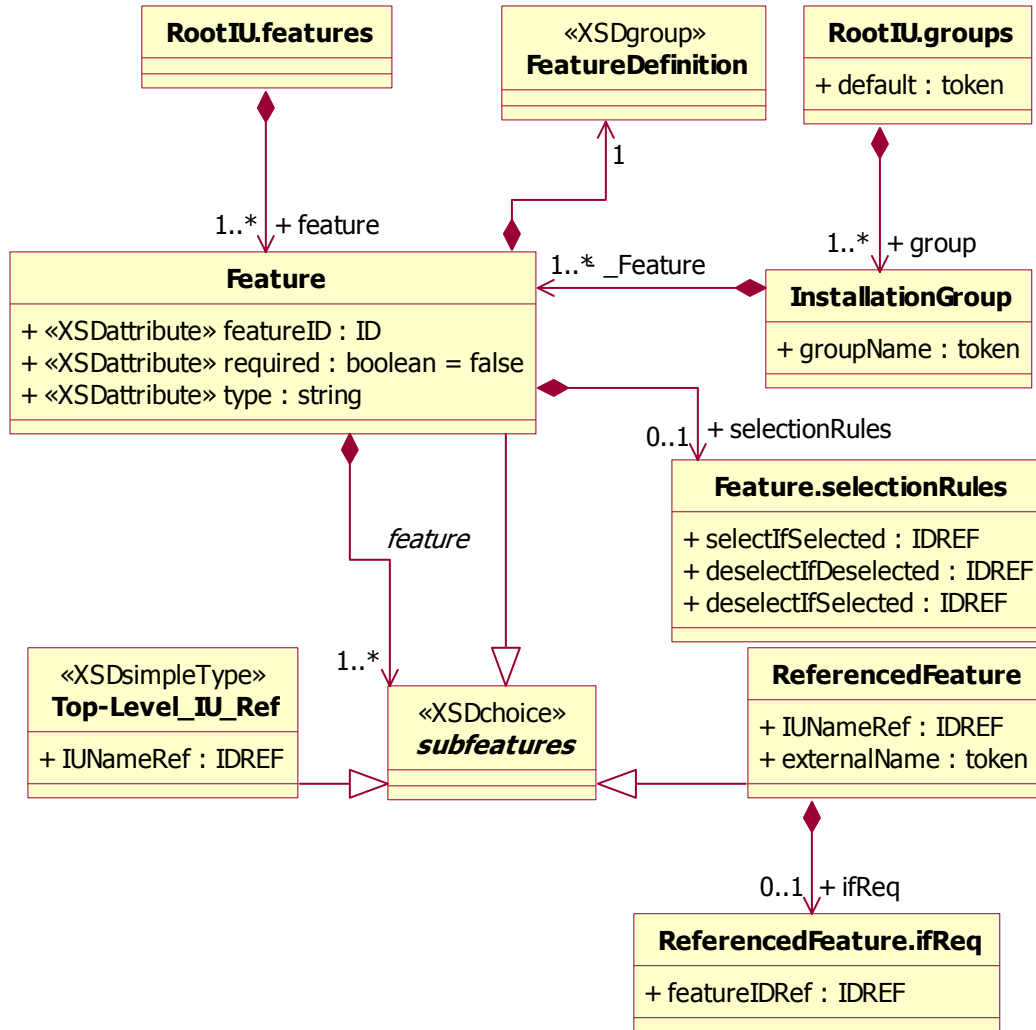 RootIU.features
«XSDgroup»
FeatureDefinition
RootIU.groups
+ default : token
1
1..* + feature
1..* + group
Feature
+ «XSDattribute» featureID : ID
+ «XSDattribute» required : boolean = false
+ «XSDattribute» type : string
1..* - _Feature
InstallationGroup
+ groupName : token
0..1 + selectionRules
Feature.selectionRules
+ selectIfSelected : IDREF
+ deselectIfDeselected : IDREF
+ deselectIfSelected : IDREF
feature
1..*
«XSDsimpleType»
Top-Level_IU_Ref
+ IUNameRef : IDREF
«XSDchoice»
subfeatures
ReferencedFeature
+ IUNameRef : IDREF
+ externalName : token
0..1 + ifReq
ReferencedFeature.ifReq
+ featureIDRef : IDREF